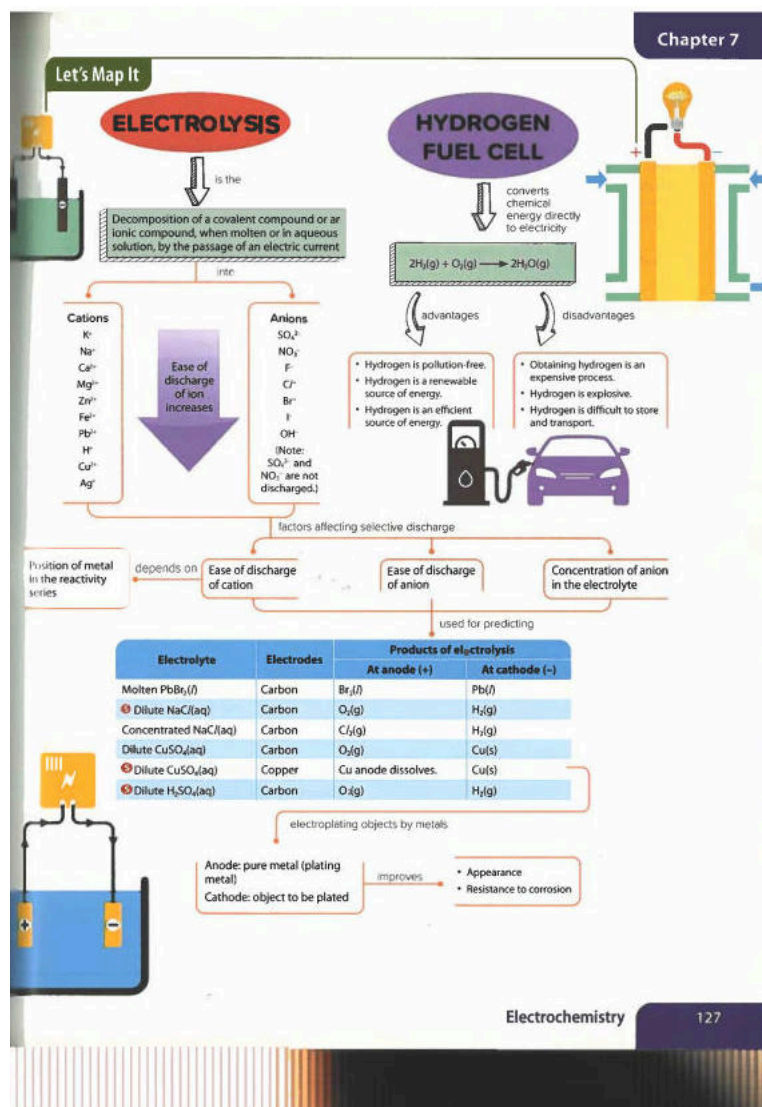 Chapter 7
Let's Map It
ELECTROLYSIS
is the
Decomposition of a covalent compound or ar
ionic compound, when molten or in aqueous
solution, by the passage of an electric current
into
Cations
K⁺
Na⁺
Ca²⁺
Mg²⁺
Zn²⁺
Fe²⁺
Pb²⁺
H⁺
Cu²⁺
Ag⁺
Ease of
discharge
of ion
increases
Anions
SO₄²⁻
NO₃⁻
F⁻
Cl⁻
Br⁻
I⁻
OH⁻
(Note:
SO₄²⁻ and
NO₃⁻ are not
discharged.)
HYDROGEN
FUEL CELL
converts
chemical
energy directly
to electricity
2H₂(g) + O₂(g) → 2H₂O(g)
advantages
disadvantages
• Hydrogen is pollution-free.
• Hydrogen is a renewable
source of energy.
• Hydrogen is an efficient
source of energy.
• Obtaining hydrogen is an
expensive process.
• Hydrogen is explosive.
• Hydrogen is difficult to store
and transport.
+ −
factors affecting selective discharge
Position of metal
in the reactivity
series
depends on
Ease of discharge
of cation
Ease of discharge
of anion
Concentration of anion
in the electrolyte
used for predicting
Electrolyte Electrodes Products of electrolysis
At anode (+) At cathode (−)
Molten PbBr₂(l) Carbon Br₂(l) Pb(l)
S Dilute NaCl(aq) Carbon O₂(g) H₂(g)
Concentrated NaCl(aq) Carbon Cl₂(g) H₂(g)
Dilute CuSO₄(aq) Carbon O₂(g) Cu(s)
S Dilute CuSO₄(aq) Copper Cu anode dissolves. Cu(s)
S Dilute H₂SO₄(aq) Carbon O₂(g) H₂(g)
electroplating objects by metals
Anode: pure metal (plating
metal)
Cathode: object to be plated
improves
• Appearance
• Resistance to corrosion
+ −
Electrochemistry 127